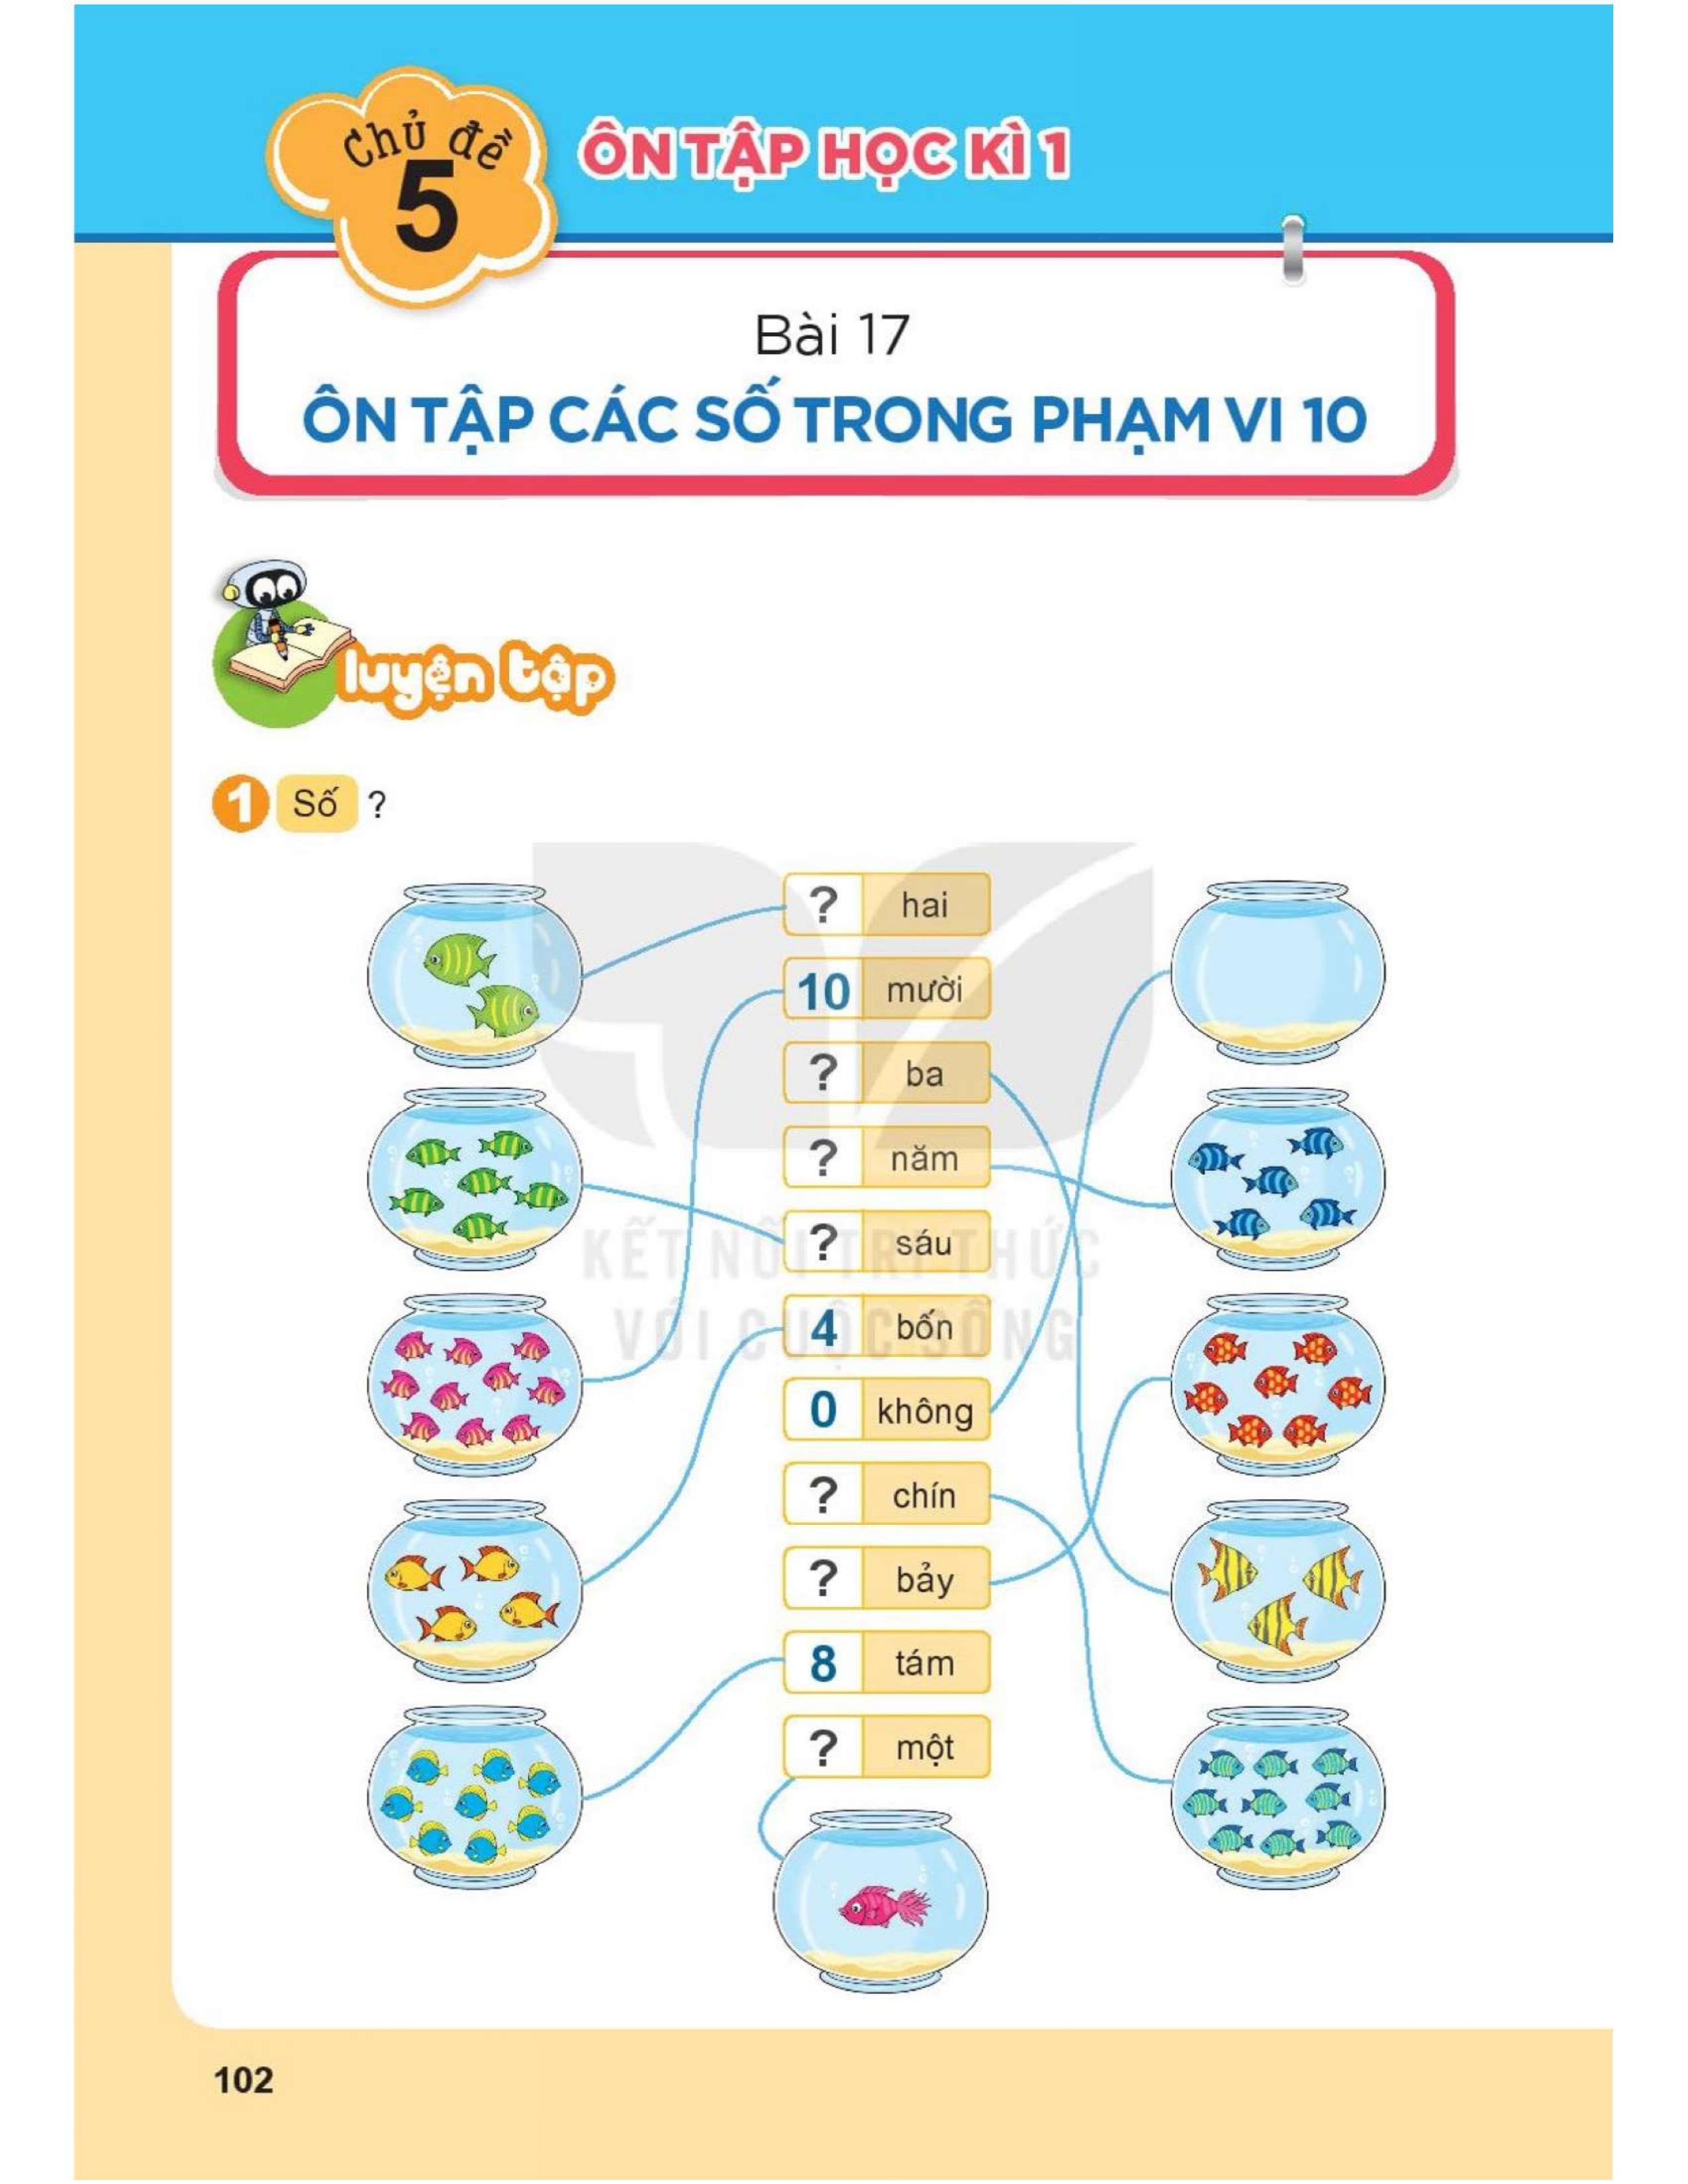 Chủ đề
5
ÔN TẬP HỌC KÌ 1
Bài 17
ÔN TẬP CÁC SỐ TRONG PHẠM VI 10
luyện tập
1 Số ?
? hai
10 mười
? ba
? năm
? sáu
4 bốn
0 không
? chín
? bảy
8 tám
? một
KẾT NỐI TRI THỨC
VỚI CUỘC SỐNG
102